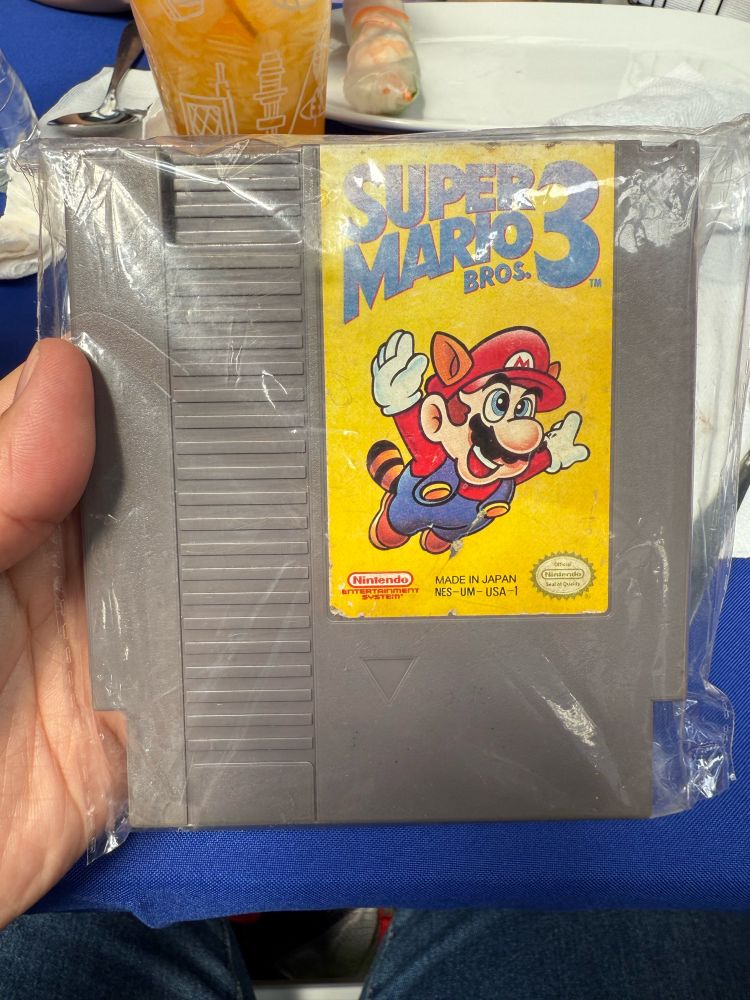 SUPER
MARIO
BROS.
3
TM
M
Nintendo
ENTERTAINMENT
SYSTEM
MADE IN JAPAN
NES-UM-USA-1
Official
Nintendo
Seal of Quality